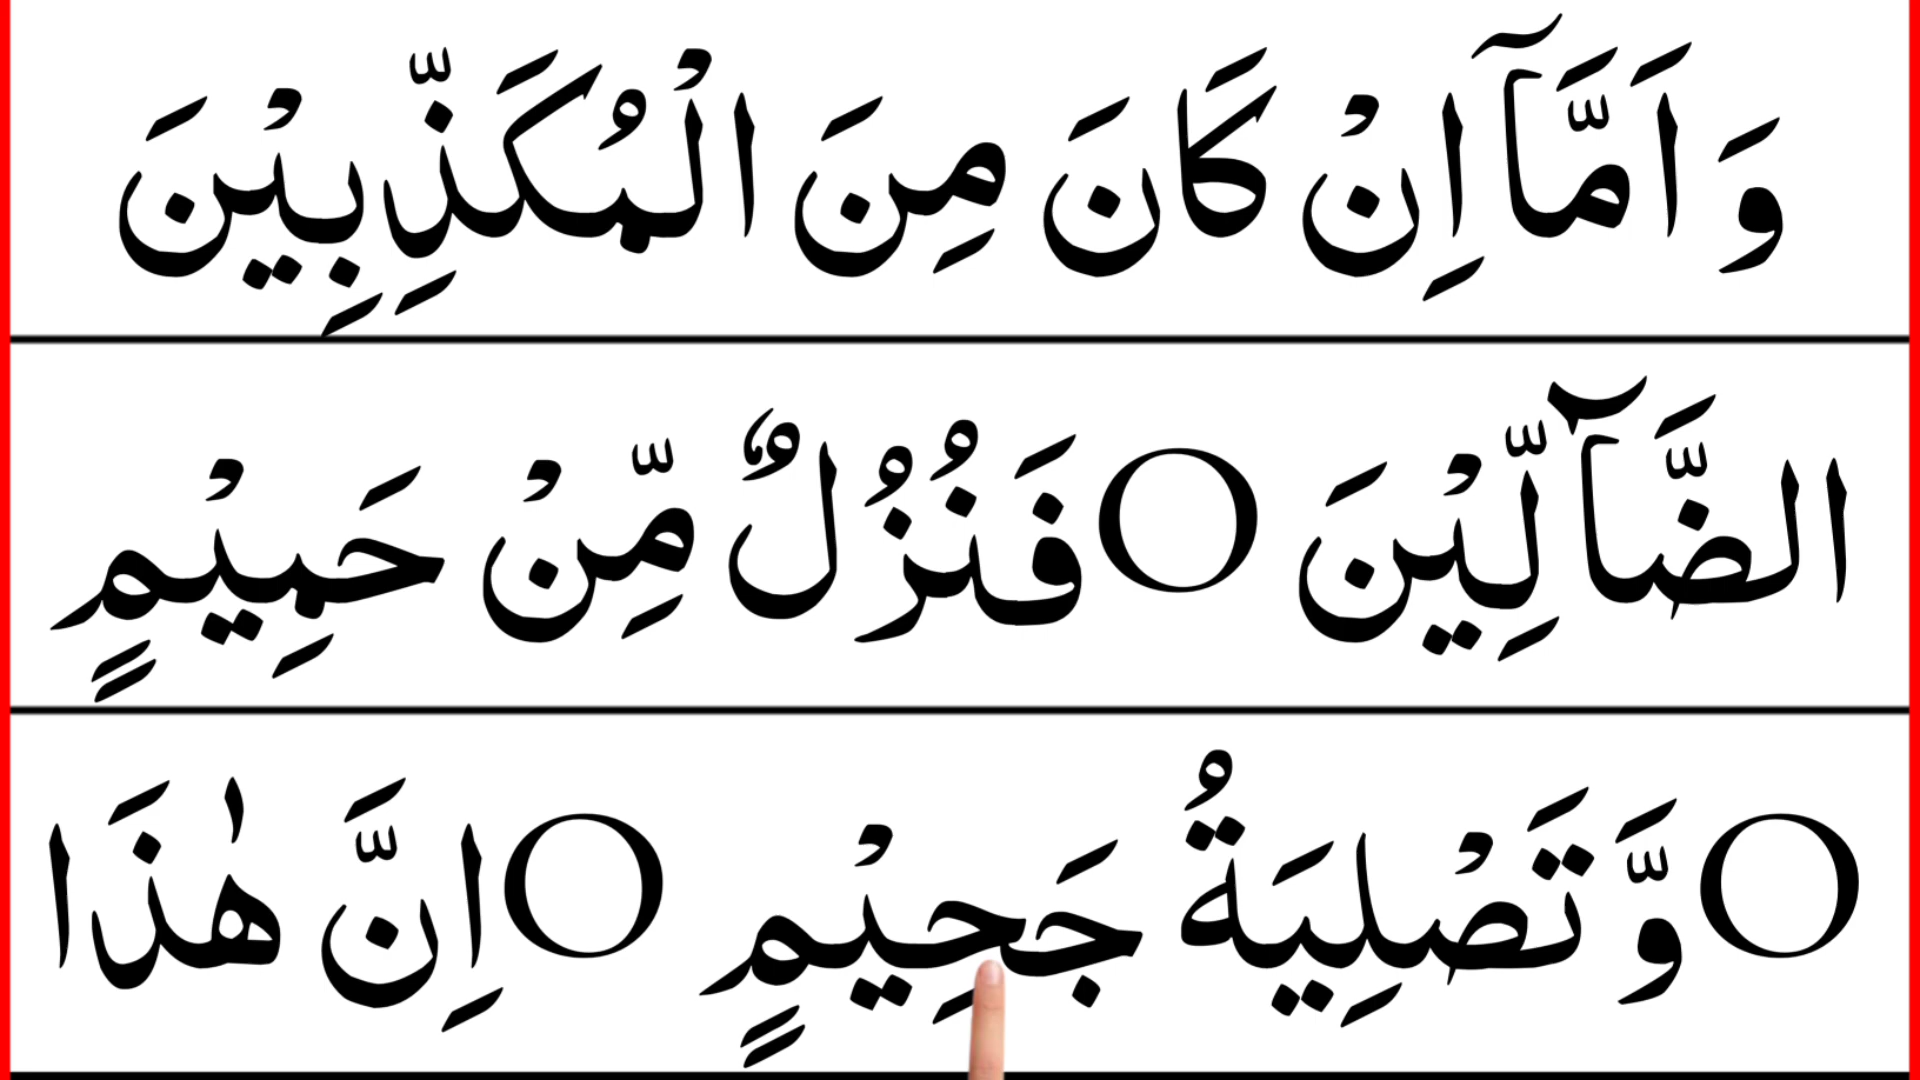 وَ اَمَّاۤ اِنْ كَانَ مِنَ الْمُكَذِّبِيْنَ
الضَّآلِّيْنَ ○ فَنُزُلٌ مِّنْ حَمِيْمٍ
○ وَّ تَصْلِيَةُ جَحِيْمٍ ○ اِنَّ هٰذَا